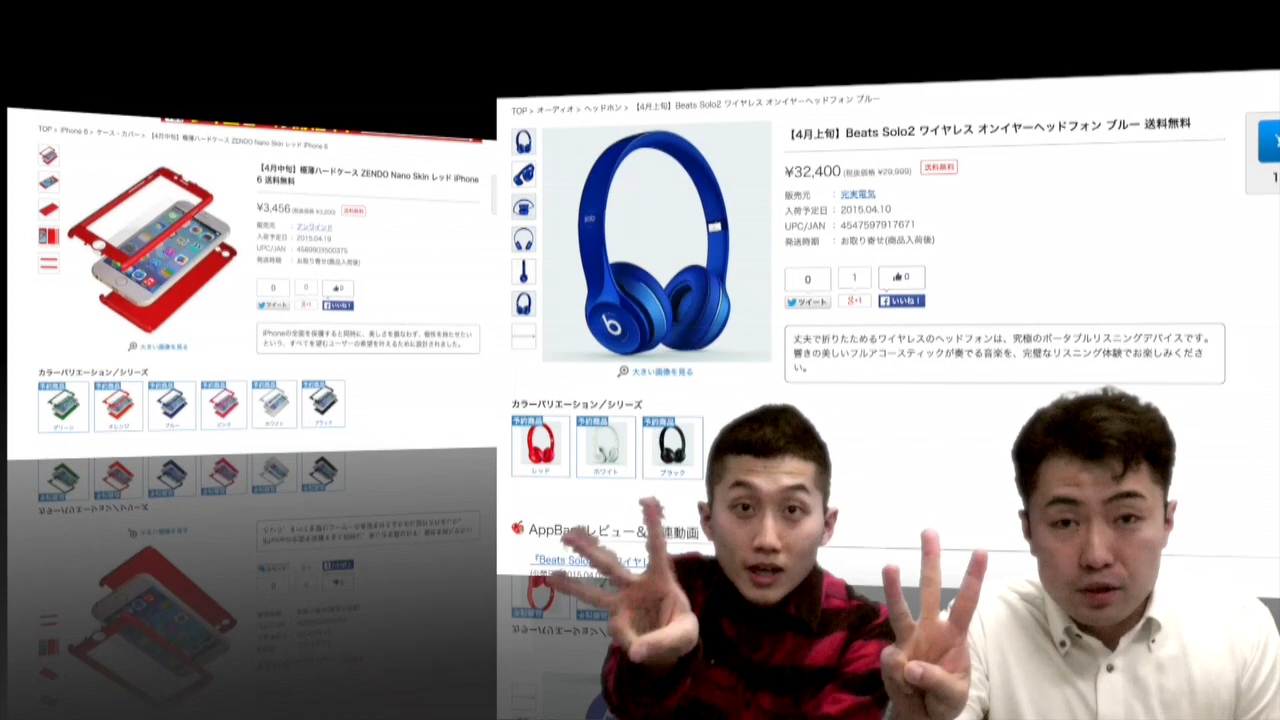 TOP > iPhone 6 > ケース・カバー > 【4月中旬】極薄ハードケース ZENDO Nano Skin レッド iPhone 6
【4月中旬】極薄ハードケース ZENDO Nano Skin レッド iPhone
6 送料無料
¥3,456 (税抜価格 ¥3,200) 送料無料
販売元 : アンワインド
入荷予定日 : 2015.04.19
UPC/JAN : 4589903500375
発送時期 : お取り寄せ(商品入荷後)
0 0 0
ツイート g+1 いいね!
iPhoneの全面を保護すると同時に、美しさを損なわず、個性を持たせたい
という、すべてを望むユーザーの希望を叶えるために設計されました。
大きい画像を見る
カラーバリエーション/シリーズ
予約商品 予約商品 予約商品 予約商品 予約商品 予約商品
グリーン オレンジ ブルー ピンク ホワイト ブラック
TOP > オーディオ > ヘッドホン > 【4月上旬】Beats Solo2 ワイヤレス オンイヤーヘッドフォン ブルー
【4月上旬】Beats Solo2 ワイヤレス オンイヤーヘッドフォン ブルー 送料無料
¥32,400 (税抜価格 ¥29,999) 送料無料
販売元 : 完実電気
入荷予定日 : 2015.04.10
UPC/JAN : 4547597917671
発送時期 : お取り寄せ(商品入荷後)
0 1 0
ツイート g+1 いいね!
丈夫で折りたためるワイヤレスのヘッドフォンは、究極のポータブルリスニングデバイスです。
響きの美しいフルアコースティックが奏でる音楽を、完璧なリスニング体験でお楽しみくださ
い。
大きい画像を見る
カラーバリエーション/シリーズ
予約商品 予約商品 予約商品
レッド ホワイト ブラック
1